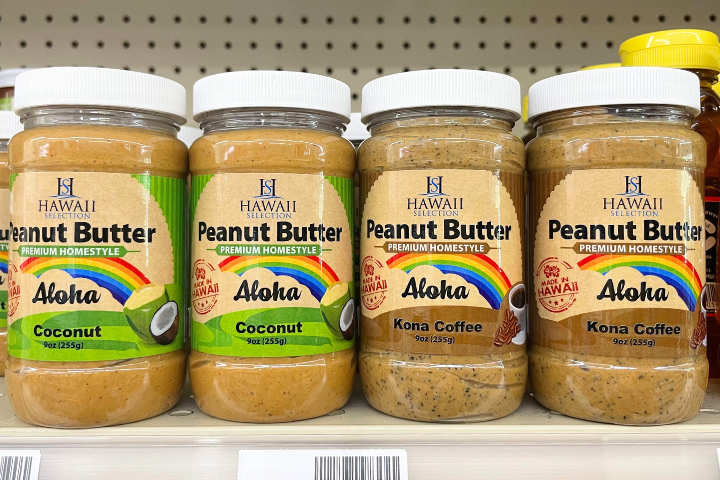 HS
HAWAII
SELECTION
Peanut Butter
PREMIUM HOMESTYLE
Aloha
Coconut
9oz (255g)
HS
HAWAII
SELECTION
Peanut Butter
PREMIUM HOMESTYLE
MADE IN
HAWAII
Aloha
Coconut
9oz (255g)
HS
HAWAII
SELECTION
Peanut Butter
PREMIUM HOMESTYLE
MADE IN
HAWAII
Aloha
Kona Coffee
9oz (255g)
HS
HAWAII
SELECTION
Peanut Butter
PREMIUM HOMESTYLE
MADE IN
HAWAII
Aloha
Kona Coffee
9oz (255g)